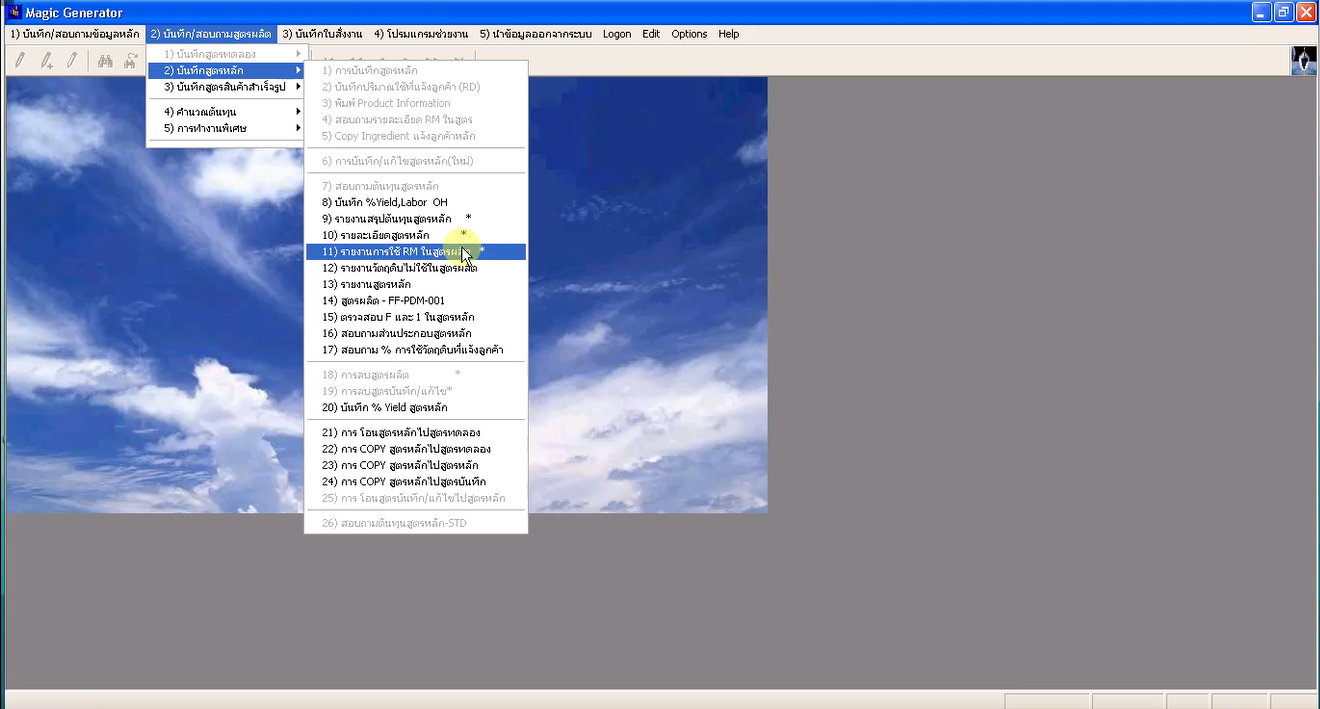 Magic Generator
1) บันทึก/สอบถามข้อมูลหลัก 2) บันทึก/สอบถามสูตรผลิต 3) บันทึกใบสั่งงาน 4) โปรมแกรมช่วยงาน 5) นำข้อมูลออกจากระบบ Logon Edit Options Help
1) บันทึกสูตรทดลอง
2) บันทึกสูตรหลัก
3) บันทึกสูตรสินค้าสำเร็จรูป
4) คำนวณต้นทุน
5) การทำงานพิเศษ
1) การบันทึกสูตรหลัก
2) บันทึกปริมาณใช้ที่แจ้งลูกค้า (RD)
3) พิมพ์ Product Information
4) สอบถามรายละเอียด RM ในสูตร
5) Copy Ingredient แจ้งลูกค้าหลัก
6) การบันทึก/แก้ไขสูตรหลัก(ใหม่)
7) สอบถามต้นทุนสูตรหลัก
8) บันทึก %Yield,Labor OH
9) รายงานสรุปต้นทุนสูตรหลัก *
10) รายละเอียดสูตรหลัก *
11) รายงานการใช้ RM ในสูตรผลิต *
12) รายงานวัตถุดิบไม่ใช้ในสูตรผลิต
13) รายงานสูตรหลัก
14) สูตรผลิต - FF-PDM-001
15) ตรวจสอบ F และ 1 ในสูตรหลัก
16) สอบถามส่วนประกอบสูตรหลัก
17) สอบถาม % การใช้วัตถุดิบที่แจ้งลูกค้า
18) การลบสูตรผลิต *
19) การลบสูตรบันทึก/แก้ไข*
20) บันทึก % Yield สูตรหลัก
21) การ โอนสูตรหลักไปสูตรทดลอง
22) การ COPY สูตรหลักไปสูตรทดลอง
23) การ COPY สูตรหลักไปสูตรหลัก
24) การ COPY สูตรหลักไปสูตรบันทึก
25) การ โอนสูตรบันทึก/แก้ไขไปสูตรหลัก
26) สอบถามต้นทุนสูตรหลัก-STD